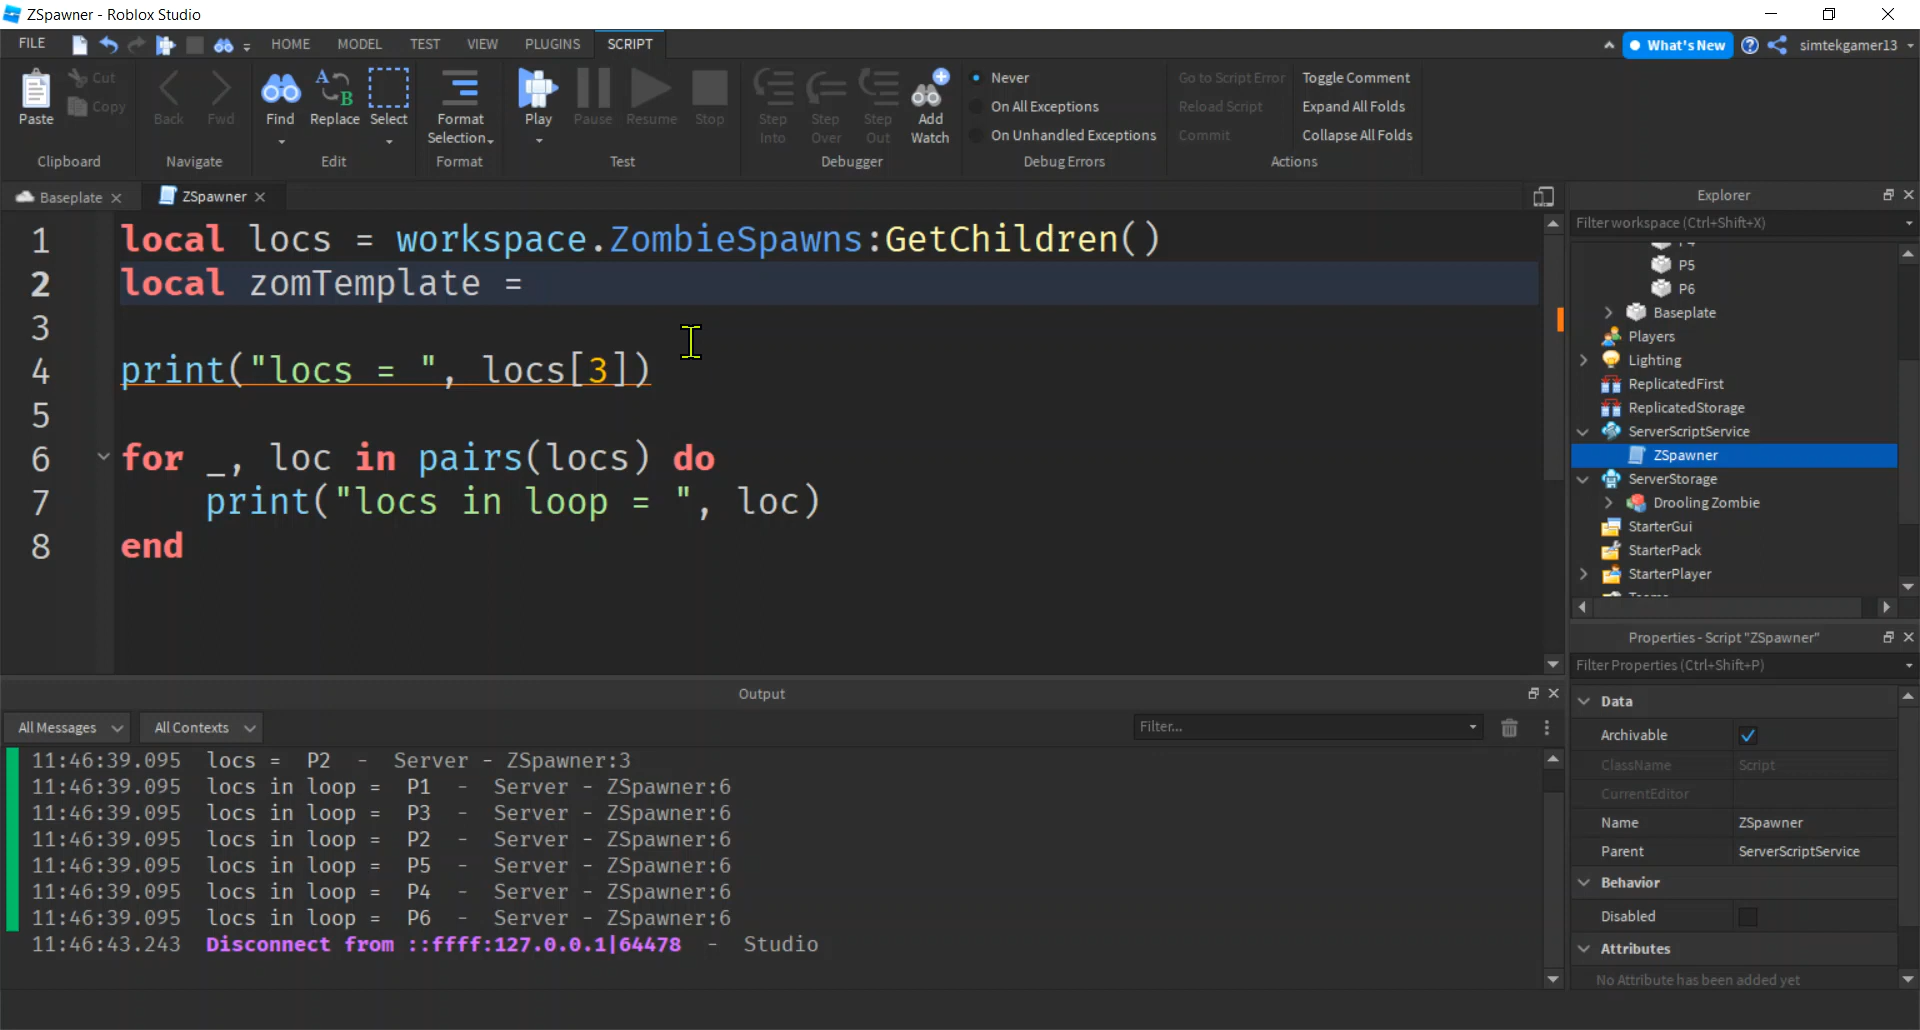 ZSpawner - Roblox Studio
FILE HOME MODEL TEST VIEW PLUGINS SCRIPT What's New simtekgamer13
Paste Cut Copy Clipboard
Back Fwd Navigate
Find Replace Select Edit
A B
Format Selection Format
Play Pause Resume Stop Test
Step Into Step Over Step Out Add Watch Debugger
Never
On All Exceptions
On Unhandled Exceptions
Debug Errors
Go to Script Error Toggle Comment
Reload Script Expand All Folds
Commit Collapse All Folds
Actions
Baseplate ZSpawner
1 local locs = workspace.ZombieSpawns:GetChildren()
2 local zomTemplate =
3
4 print("locs = ", locs[3])
5
6 for _, loc in pairs(locs) do
7 print("locs in loop = ", loc)
8 end
Explorer
Filter workspace (Ctrl+Shift+X)
P5
P6
Baseplate
Players
Lighting
ReplicatedFirst
ReplicatedStorage
ServerScriptService
ZSpawner
ServerStorage
Drooling Zombie
StarterGui
StarterPack
StarterPlayer
Properties - Script "ZSpawner"
Filter Properties (Ctrl+Shift+P)
Data
Archivable
ClassName Script
CurrentEditor
Name ZSpawner
Parent ServerScriptService
Behavior
Disabled
Attributes
No Attribute has been added yet
Output
All Messages All Contexts Filter...
11:46:39.095 locs = P2 - Server - ZSpawner:3
11:46:39.095 locs in loop = P1 - Server - ZSpawner:6
11:46:39.095 locs in loop = P3 - Server - ZSpawner:6
11:46:39.095 locs in loop = P2 - Server - ZSpawner:6
11:46:39.095 locs in loop = P5 - Server - ZSpawner:6
11:46:39.095 locs in loop = P4 - Server - ZSpawner:6
11:46:39.095 locs in loop = P6 - Server - ZSpawner:6
11:46:43.243 Disconnect from ::ffff:127.0.0.1|64478 - Studio